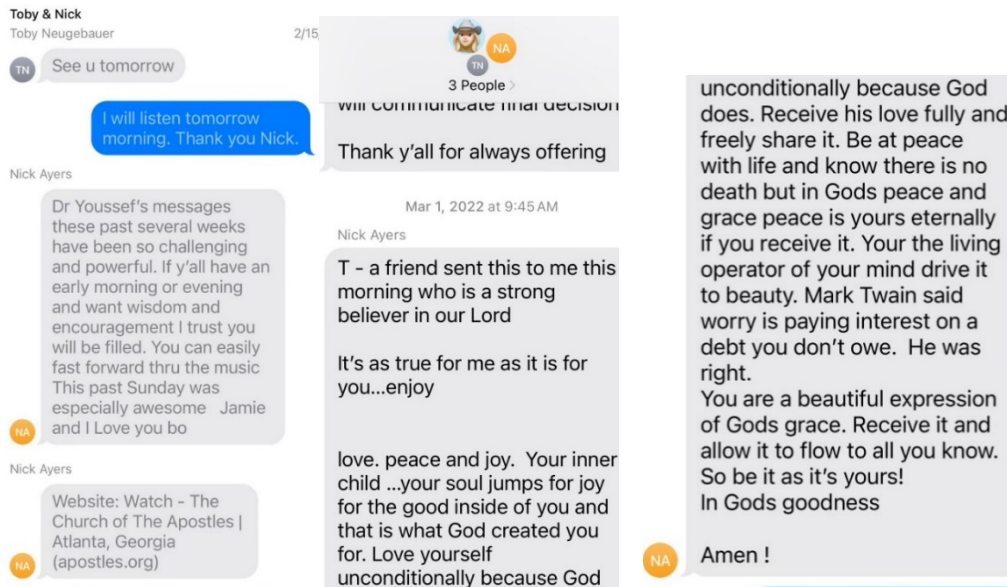 Toby & Nick
Toby Neugebauer
2/15
TN
See u tomorrow
I will listen tomorrow
morning. Thank you Nick.
Nick Ayers
Dr Youssef's messages
these past several weeks
have been so challenging
and powerful. If y'all have an
early morning or evening
and want wisdom and
encouragement I trust you
will be filled. You can easily
fast forward thru the music
This past Sunday was
especially awesome Jamie
and I Love you bo
NA
Nick Ayers
Website: Watch - The
Church of The Apostles |
Atlanta, Georgia
(apostles.org)
NA
NA
TN
3 People >
will communicate final decision
Thank y'all for always offering
Mar 1, 2022 at 9:45 AM
Nick Ayers
T - a friend sent this to me this
morning who is a strong
believer in our Lord
It's as true for me as it is for
you...enjoy
love. peace and joy. Your inner
child ...your soul jumps for joy
for the good inside of you and
that is what God created you
for. Love yourself
unconditionally because God
unconditionally because God
does. Receive his love fully and
freely share it. Be at peace
with life and know there is no
death but in Gods peace and
grace peace is yours eternally
if you receive it. Your the living
operator of your mind drive it
to beauty. Mark Twain said
worry is paying interest on a
debt you don't owe. He was
right.
You are a beautiful expression
of Gods grace. Receive it and
allow it to flow to all you know.
So be it as it's yours!
In Gods goodness
Amen !
NA